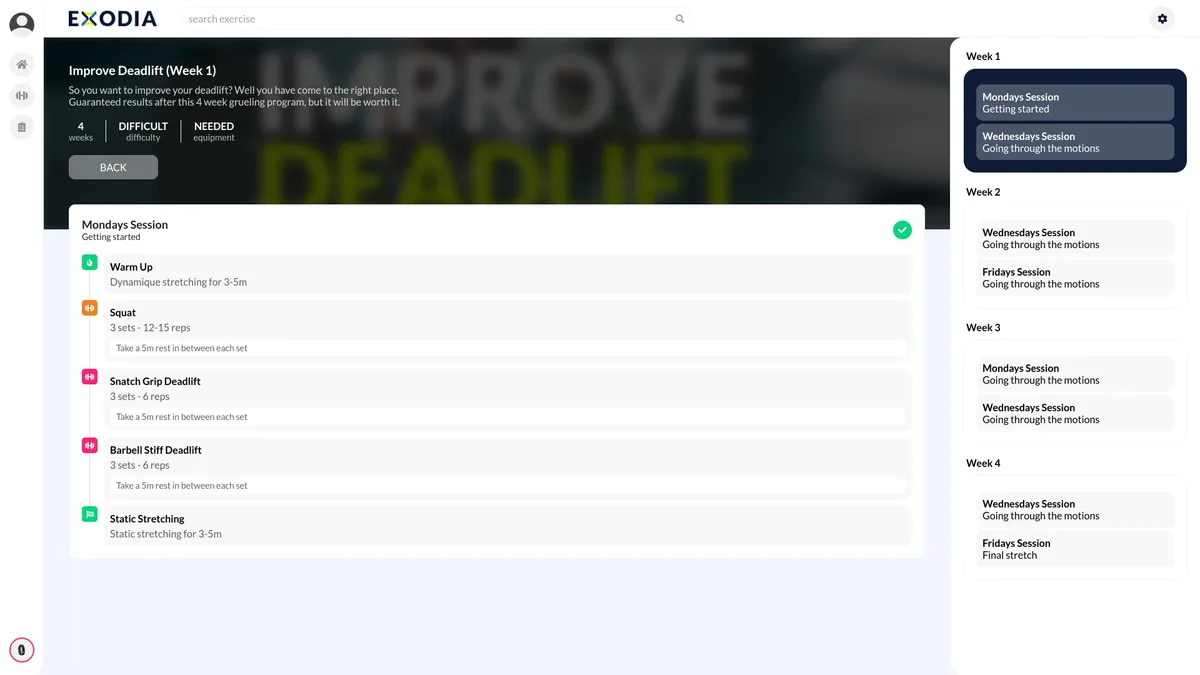 EXODIA
search exercise
IMPROVE
DEADLIFT
Improve Deadlift (Week 1)
So you want to improve your deadlift? Well you have come to the right place.
Guaranteed results after this 4 week grueling program, but it will be worth it.
4
weeks
DIFFICULT
difficulty
NEEDED
equipment
BACK
Mondays Session
Getting started
Warm Up
Dynamique stretching for 3-5m
Squat
3 sets - 12-15 reps
Take a 5m rest in between each set
Snatch Grip Deadlift
3 sets - 6 reps
Take a 5m rest in between each set
Barbell Stiff Deadlift
3 sets - 6 reps
Take a 5m rest in between each set
Static Stretching
Static stretching for 3-5m
Week 1
Mondays Session
Getting started
Wednesdays Session
Going through the motions
Week 2
Wednesdays Session
Going through the motions
Fridays Session
Going through the motions
Week 3
Mondays Session
Going through the motions
Wednesdays Session
Going through the motions
Week 4
Wednesdays Session
Going through the motions
Fridays Session
Final stretch